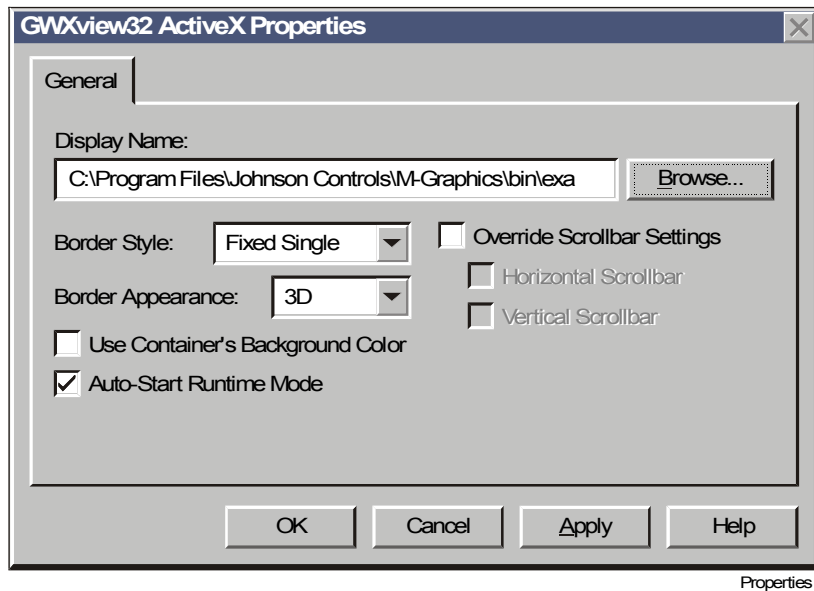 GWXview32 ActiveX Properties
General
Display Name:
C:\Program Files\Johnson Controls\M-Graphics\bin\exa
Browse...
Border Style:
Fixed Single
Override Scrollbar Settings
Horizontal Scrollbar
Border Appearance:
3D
Vertical Scrollbar
Use Container's Background Color
Auto-Start Runtime Mode
OK
Cancel
Apply
Help
Properties